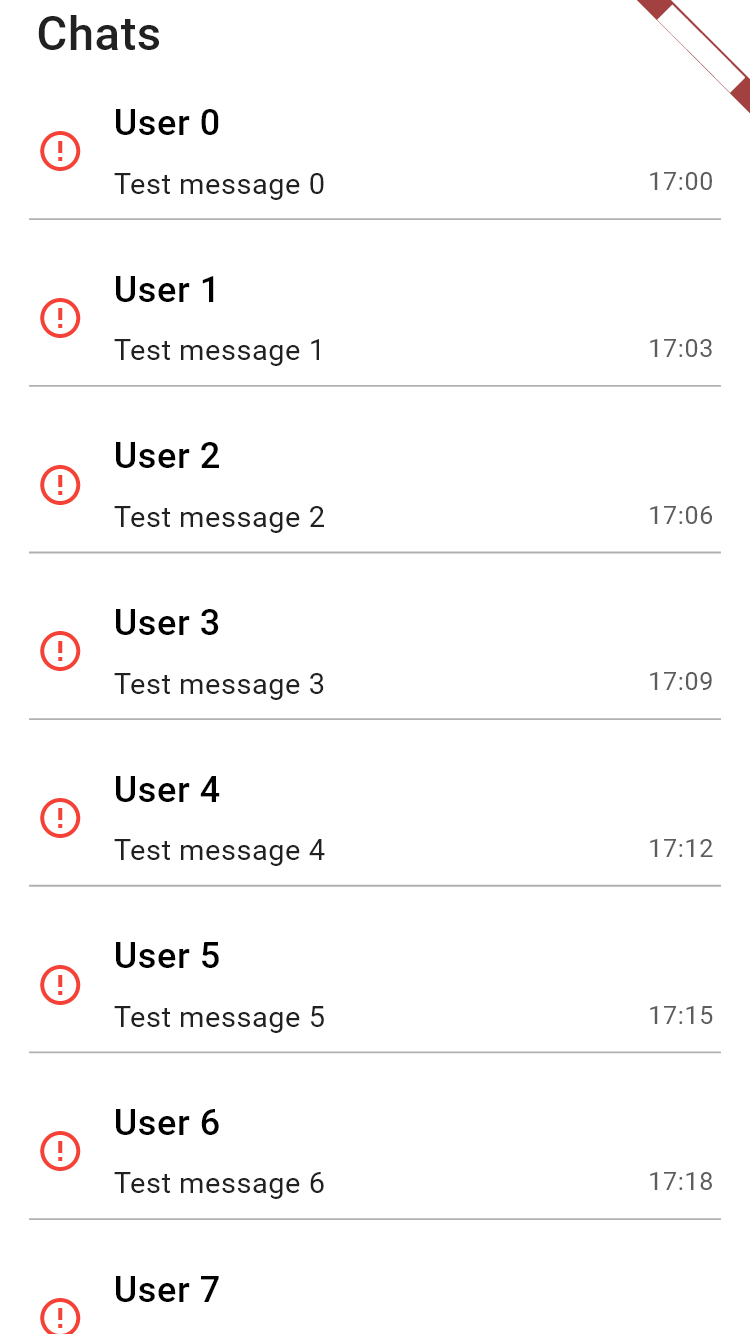 Chats
User 0
Test message 0 17:00
User 1
Test message 1 17:03
User 2
Test message 2 17:06
User 3
Test message 3 17:09
User 4
Test message 4 17:12
User 5
Test message 5 17:15
User 6
Test message 6 17:18
User 7